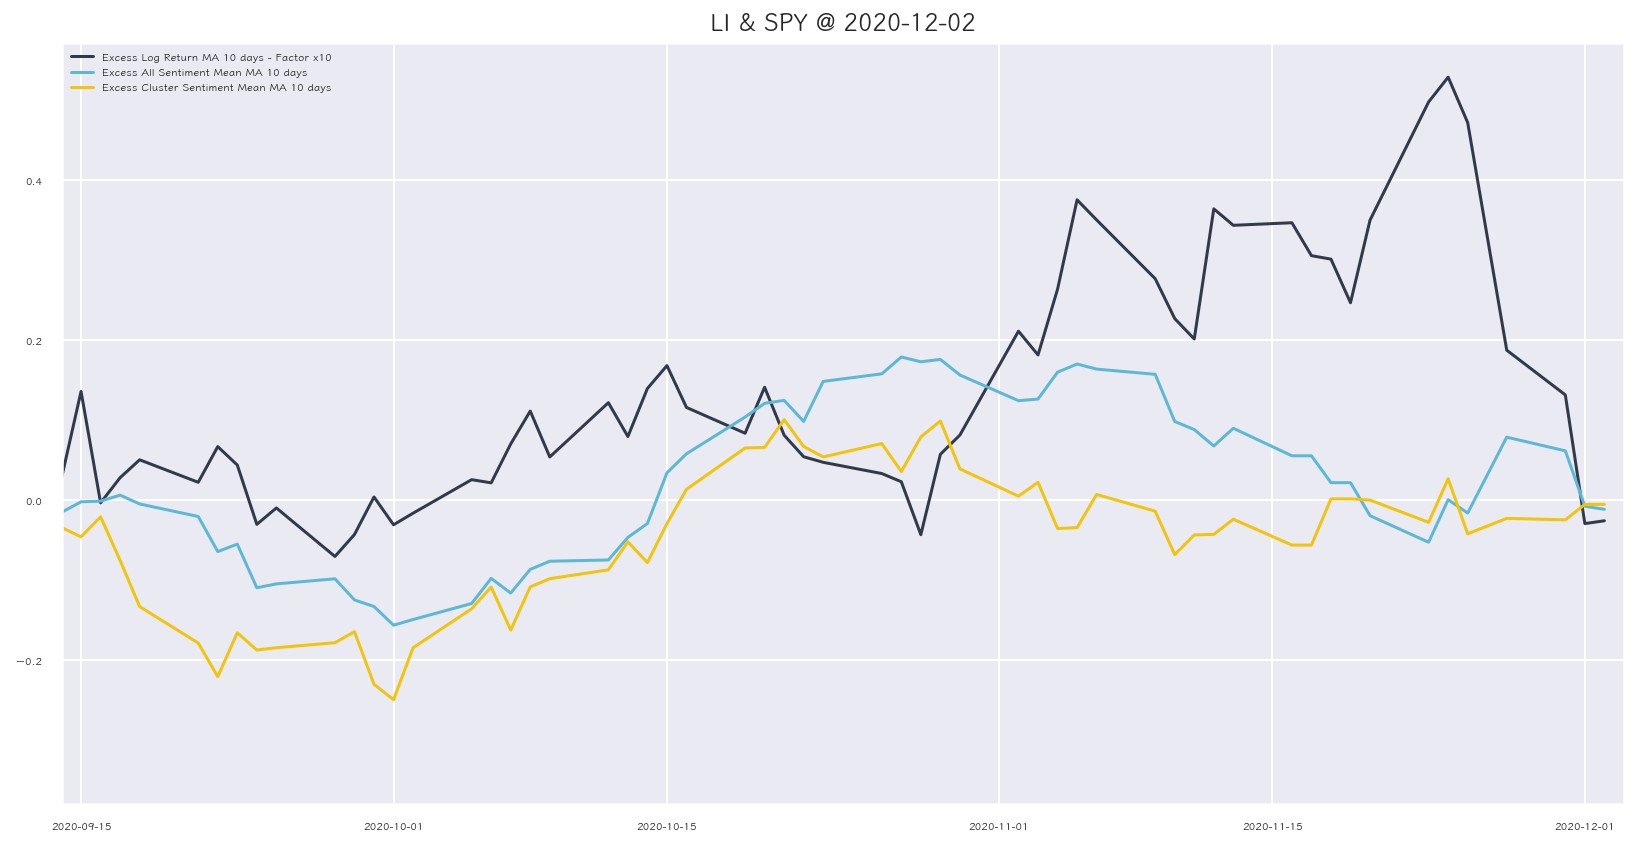 LI & SPY @ 2020-12-02
Excess Log Return MA 10 days - Factor x10
Excess All Sentiment Mean MA 10 days
Excess Cluster Sentiment Mean MA 10 days
0.4
0.2
0.0
−0.2
2020-09-15 2020-10-01 2020-10-15 2020-11-01 2020-11-15 2020-12-01